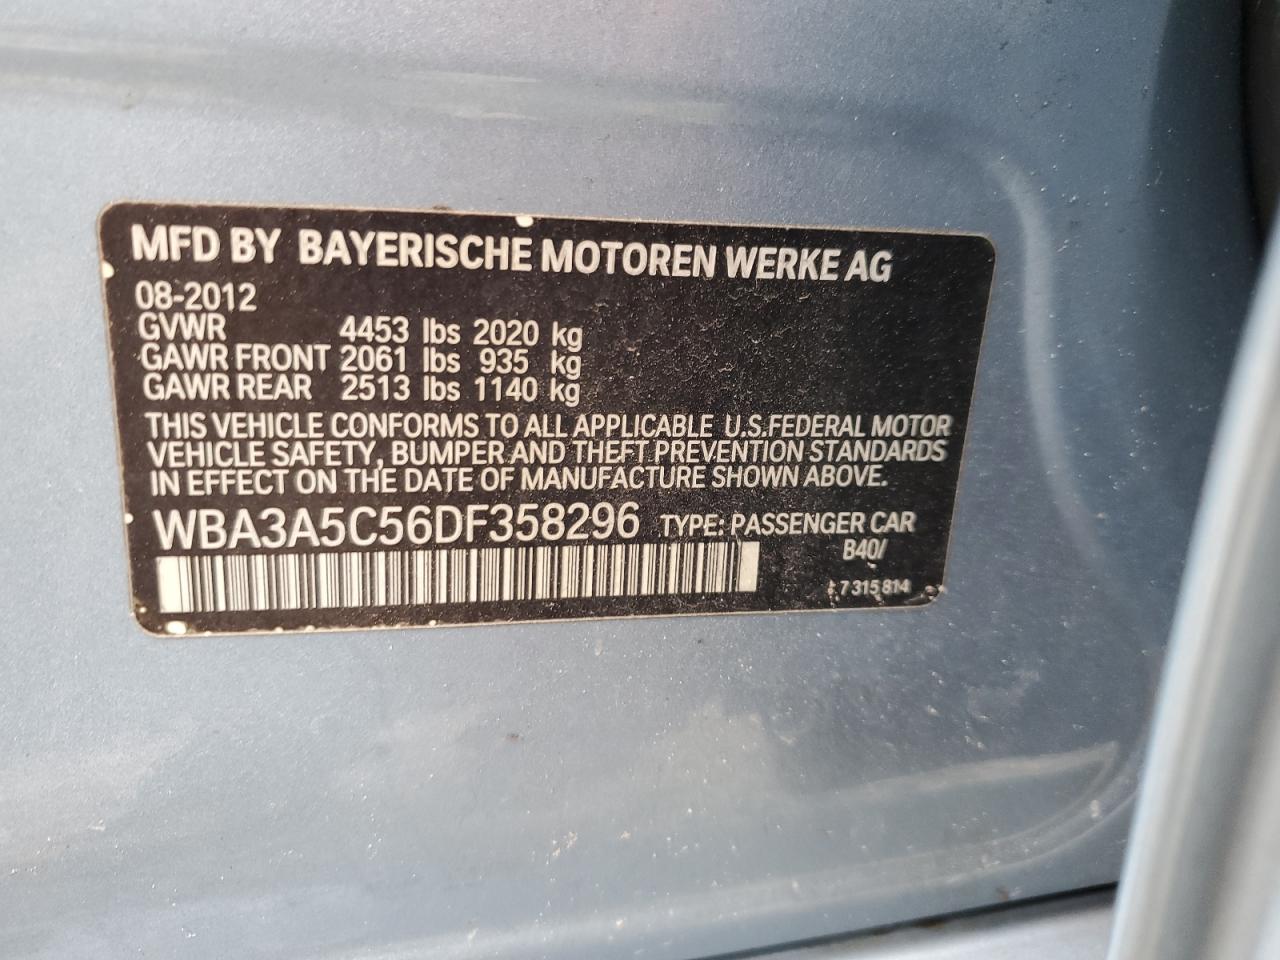 MFD BY BAYERISCHE MOTOREN WERKE AG
08-2012
GVWR 4453 lbs 2020 kg
GAWR FRONT 2061 lbs 935 kg
GAWR REAR 2513 lbs 1140 kg
THIS VEHICLE CONFORMS TO ALL APPLICABLE U.S.FEDERAL MOTOR
VEHICLE SAFETY, BUMPER AND THEFT PREVENTION STANDARDS
IN EFFECT ON THE DATE OF MANUFACTURE SHOWN ABOVE.
WBA3A5C56DF358296 TYPE: PASSENGER CAR
B40/
7 315 814